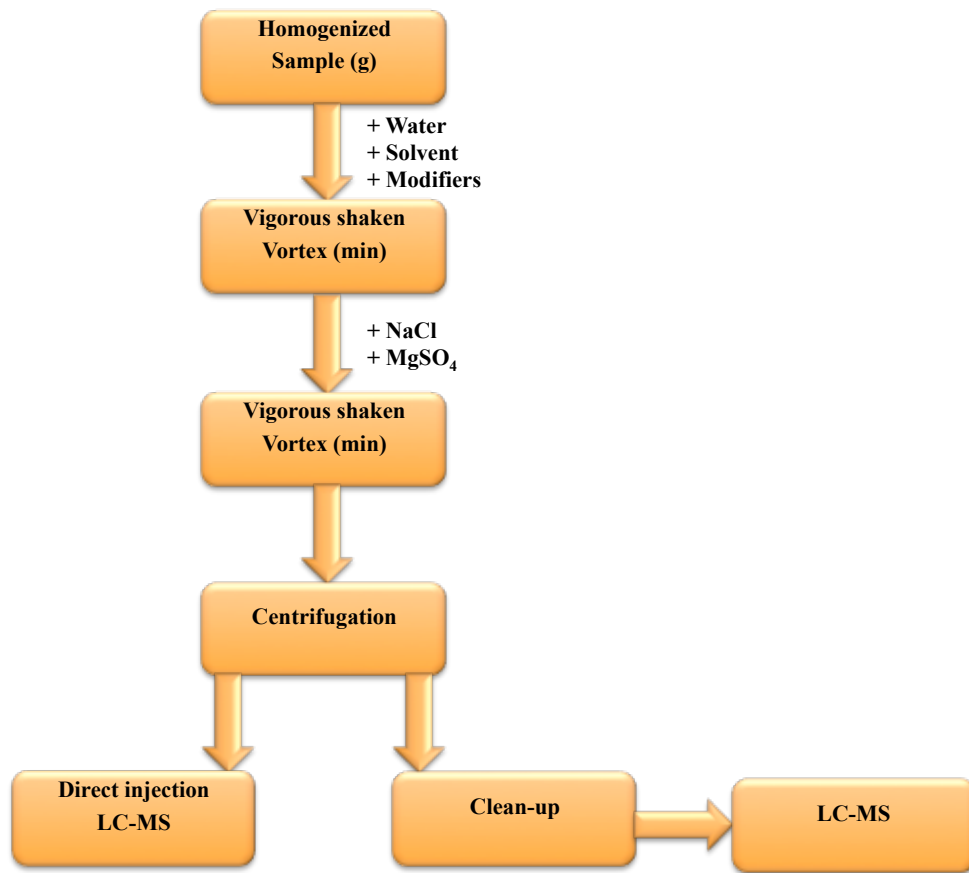 Homogenized
Sample (g)
+ Water
+ Solvent
+ Modifiers
Vigorous shaken
Vortex (min)
+ NaCl
+ MgSO₄
Vigorous shaken
Vortex (min)
Centrifugation
Direct injection
LC-MS
Clean-up
LC-MS